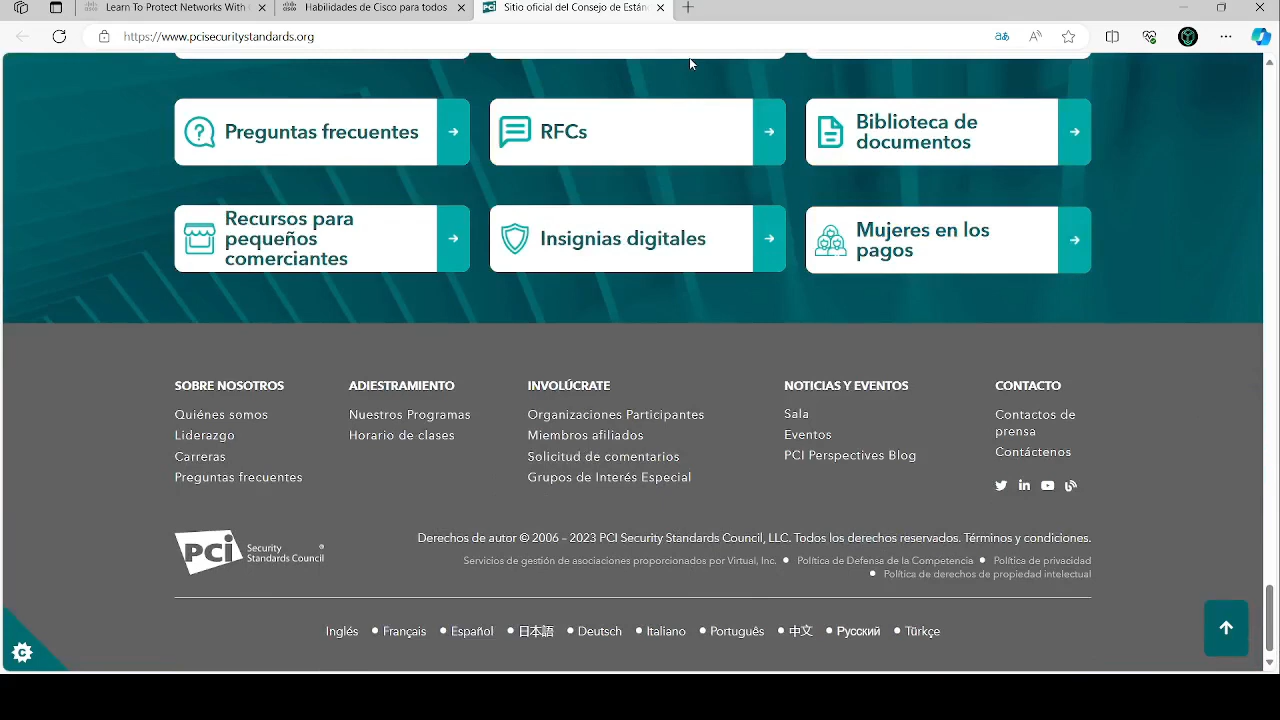 Learn To Protect Networks With
Habilidades de Cisco para todos
Sitio oficial del Consejo de Están
https://www.pcisecuritystandards.org
Preguntas frecuentes
RFCs
Biblioteca de
documentos
Recursos para
pequeños
comerciantes
Insignias digitales
Mujeres en los
pagos
SOBRE NOSOTROS
Quiénes somos
Liderazgo
Carreras
Preguntas frecuentes
ADIESTRAMIENTO
Nuestros Programas
Horario de clases
INVOLÚCRATE
Organizaciones Participantes
Miembros afiliados
Solicitud de comentarios
Grupos de Interés Especial
NOTICIAS Y EVENTOS
Sala
Eventos
PCI Perspectives Blog
CONTACTO
Contactos de
prensa
Contáctenos
PCi Security
Standards Council
®
Derechos de autor © 2006 – 2023 PCI Security Standards Council, LLC. Todos los derechos reservados. Términos y condiciones.
Servicios de gestión de asociaciones proporcionados por Virtual, Inc. • Política de Defensa de la Competencia • Política de privacidad
• Política de derechos de propiedad intelectual
Inglés • Français • Español • 日本語 • Deutsch • Italiano • Português • 中文 • Русский • Türkçe